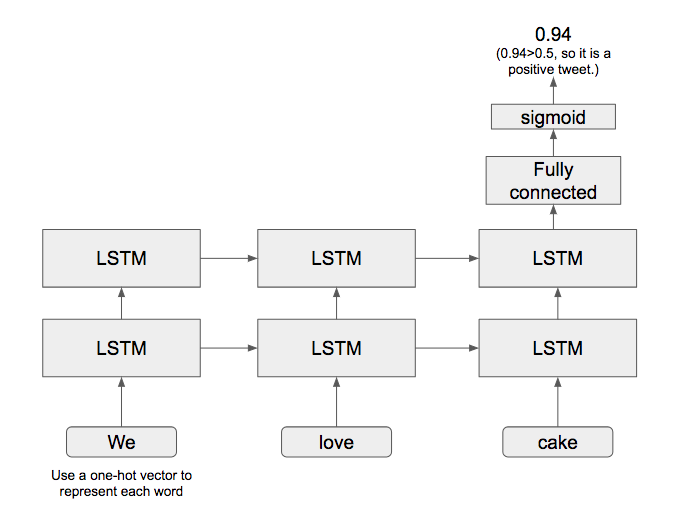 0.94
(0.94>0.5, so it is a
positive tweet.)
sigmoid
Fully
connected
LSTM
LSTM
LSTM
LSTM
LSTM
LSTM
We
love
cake
Use a one-hot vector to
represent each word